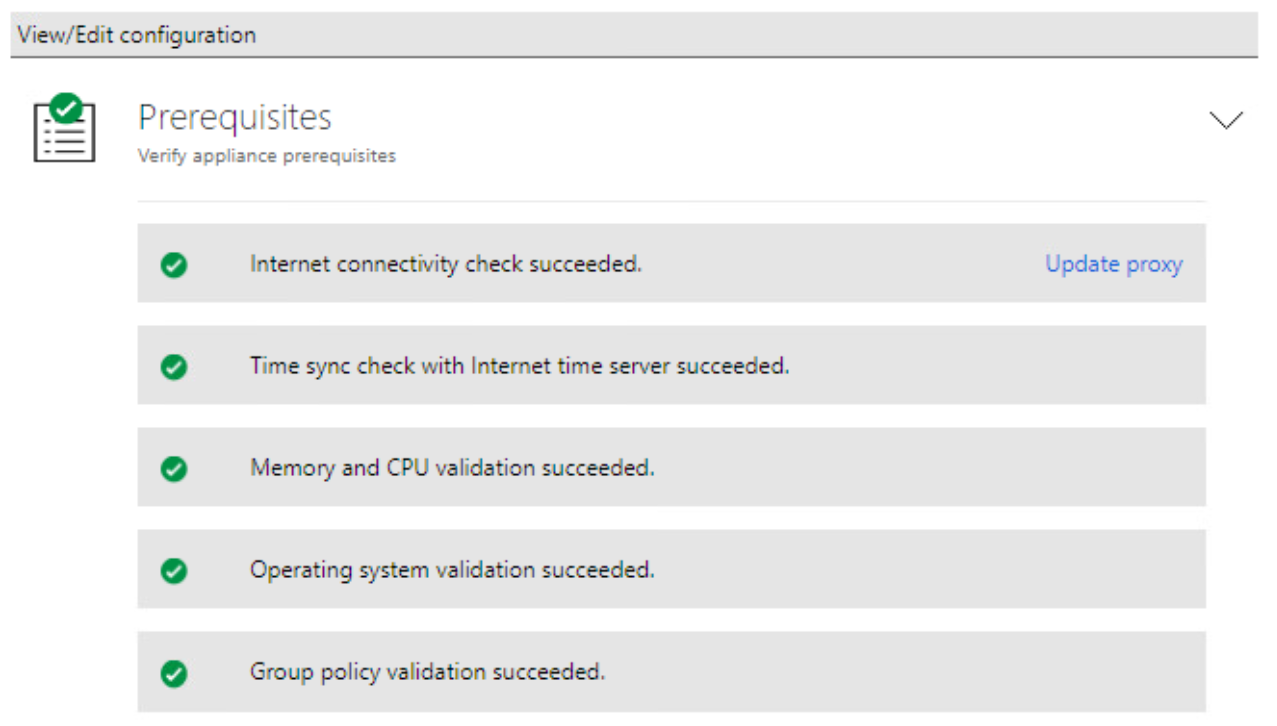 View/Edit configuration
Prerequisites
Verify appliance prerequisites
Internet connectivity check succeeded. Update proxy
Time sync check with Internet time server succeeded.
Memory and CPU validation succeeded.
Operating system validation succeeded.
Group policy validation succeeded.